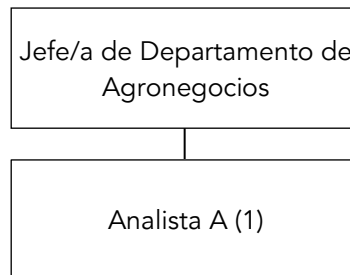 Jefe/a de Departamento de
Agronegocios
Analista A (1)